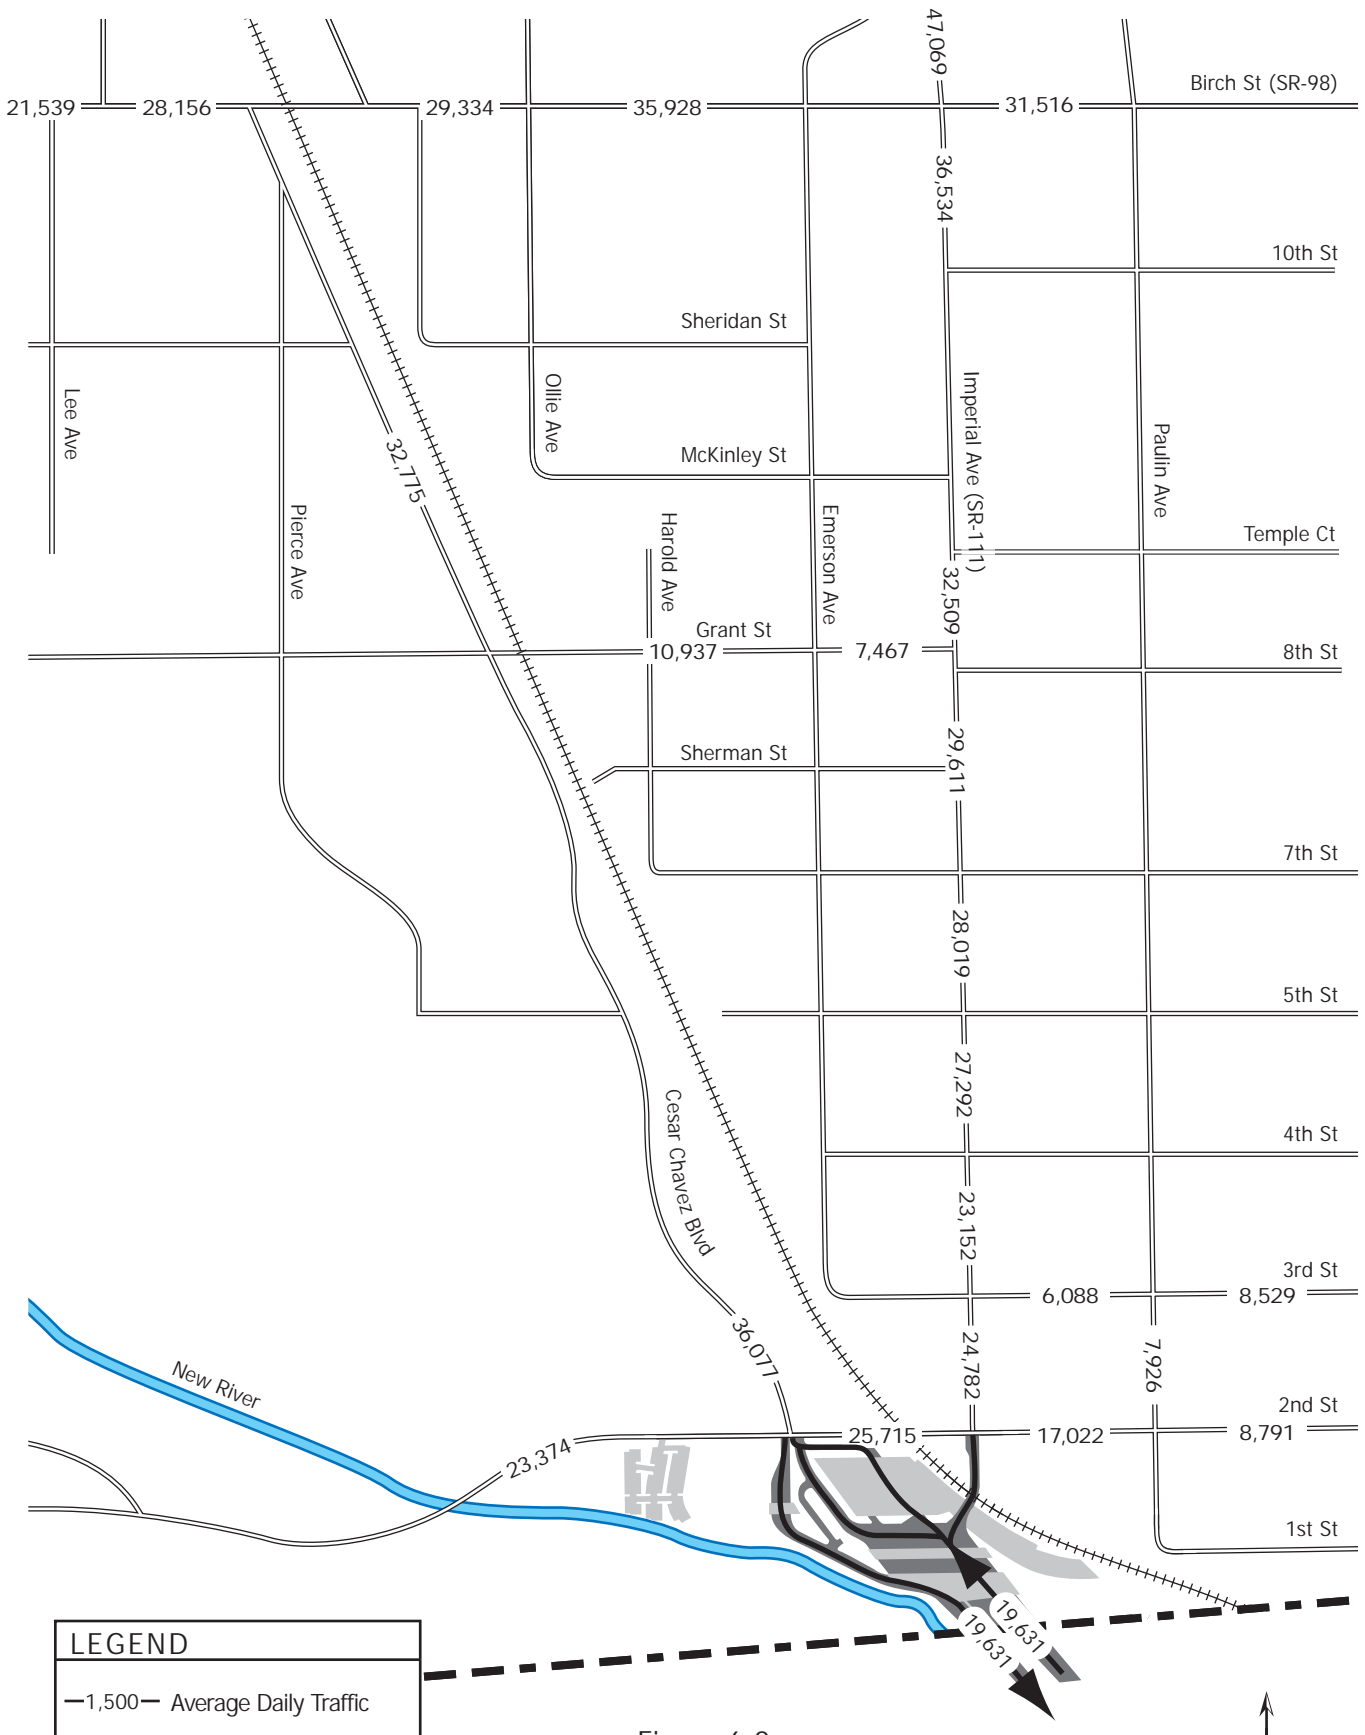 47,069
Birch St (SR-98)
21,539
28,156
29,334
35,928
31,516
36,534
10th St
Sheridan St
Lee Ave
Ollie Ave
Imperial Ave (SR-111)
32,775
McKinley St
Paulin Ave
Pierce Ave
Harold Ave
Emerson Ave
Temple Ct
32,509
Grant St
10,937
7,467
8th St
29,611
Sherman St
7th St
28,019
5th St
27,292
Cesar Chavez Blvd
4th St
23,152
3rd St
6,088
8,529
36,077
24,782
7,926
New River
2nd St
25,715
17,022
8,791
23,374
1st St
19,631
19,631
LEGEND
1,500 Average Daily Traffic